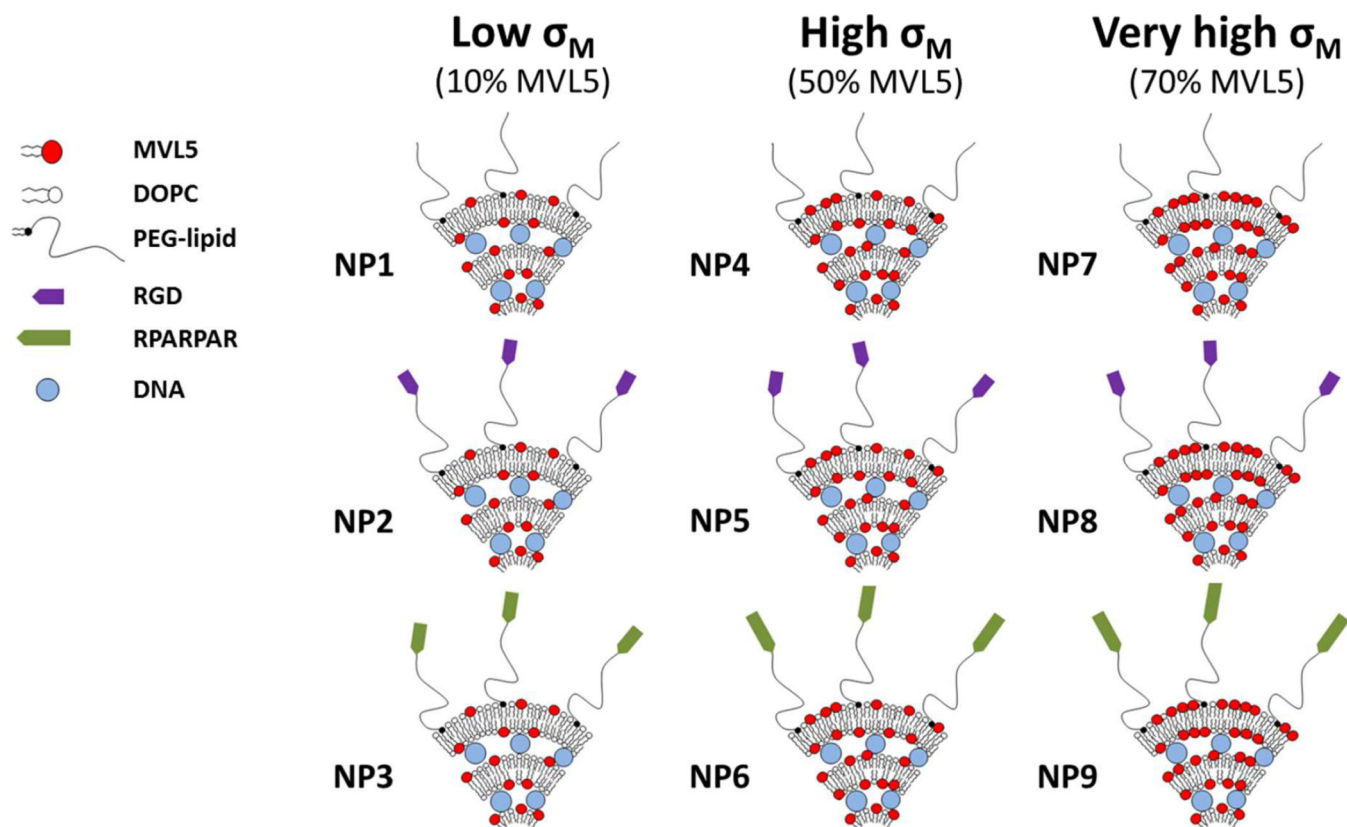 Low σM
(10% MVL5)
High σM
(50% MVL5)
Very high σM
(70% MVL5)
MVL5
DOPC
PEG-lipid
RGD
RPARPAR
DNA
NP1
NP4
NP7
NP2
NP5
NP8
NP3
NP6
NP9